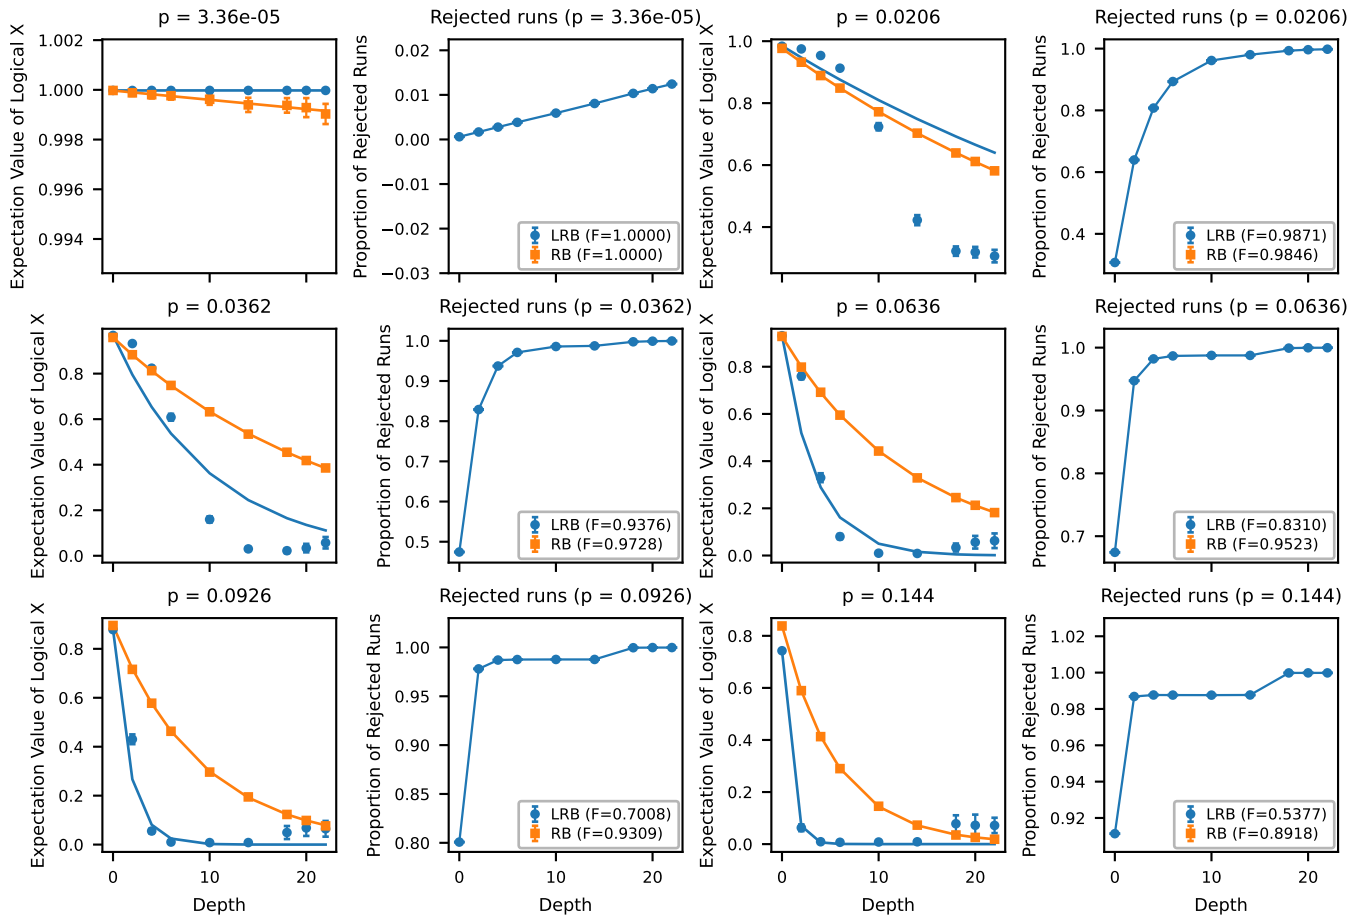 p = 3.36e-05
Expectation Value of Logical X
1.002
1.000
0.998
0.996
0.994
Rejected runs (p = 3.36e-05)
Proportion of Rejected Runs
0.02
0.01
0.00
−0.01
−0.02
−0.03
LRB (F=1.0000)
RB (F=1.0000)
p = 0.0206
Expectation Value of Logical X
1.0
0.8
0.6
0.4
Rejected runs (p = 0.0206)
Proportion of Rejected Runs
1.0
0.8
0.6
0.4
LRB (F=0.9871)
RB (F=0.9846)
p = 0.0362
Expectation Value of Logical X
0.8
0.6
0.4
0.2
0.0
Rejected runs (p = 0.0362)
Proportion of Rejected Runs
1.0
0.9
0.8
0.7
0.6
0.5
LRB (F=0.9376)
RB (F=0.9728)
p = 0.0636
Expectation Value of Logical X
0.8
0.6
0.4
0.2
0.0
Rejected runs (p = 0.0636)
Proportion of Rejected Runs
1.0
0.9
0.8
0.7
LRB (F=0.8310)
RB (F=0.9523)
p = 0.0926
Expectation Value of Logical X
0.8
0.6
0.4
0.2
0.0
0
10
20
Depth
Rejected runs (p = 0.0926)
Proportion of Rejected Runs
1.00
0.95
0.90
0.85
0.80
LRB (F=0.7008)
RB (F=0.9309)
0
10
20
Depth
p = 0.144
Expectation Value of Logical X
0.8
0.6
0.4
0.2
0.0
0
10
20
Depth
Rejected runs (p = 0.144)
Proportion of Rejected Runs
1.02
1.00
0.98
0.96
0.94
0.92
LRB (F=0.5377)
RB (F=0.8918)
0
10
20
Depth